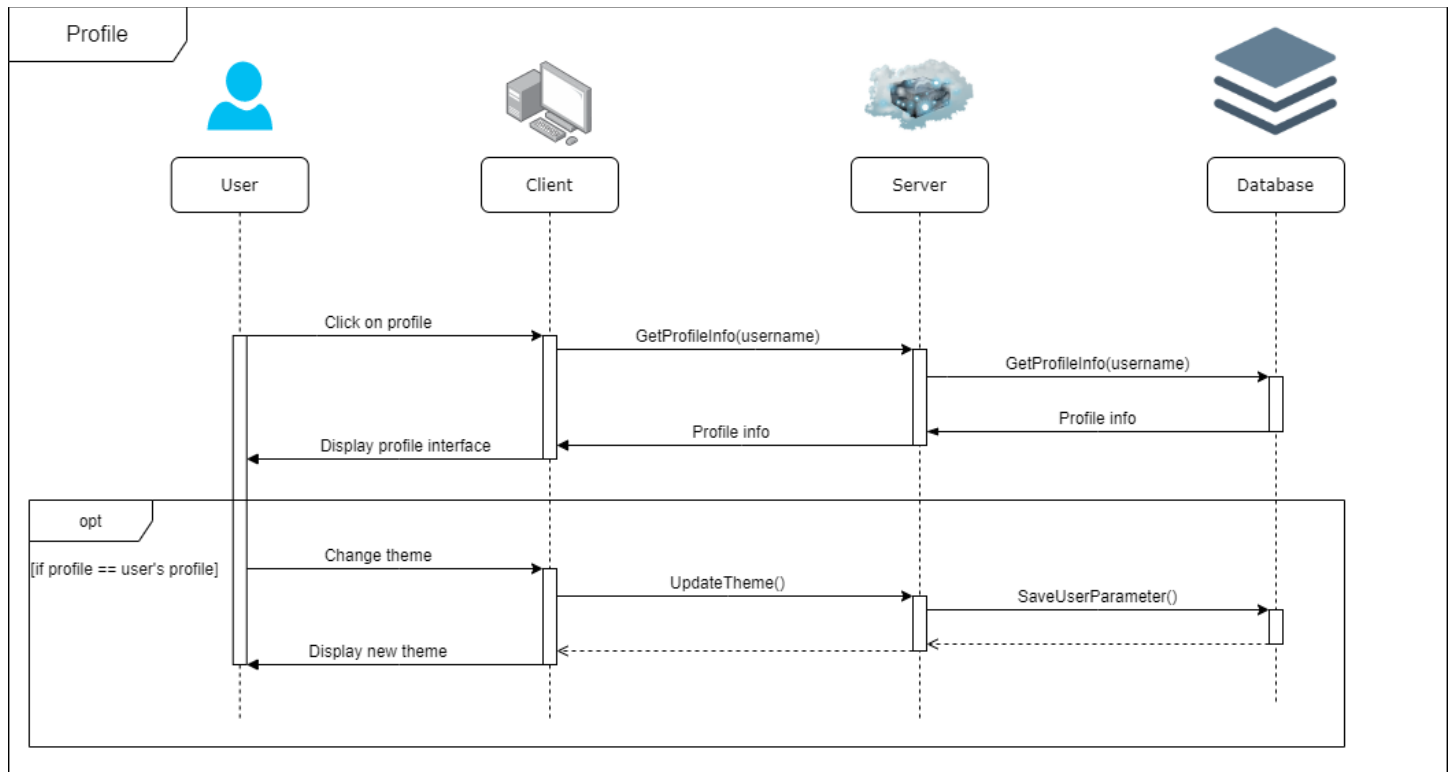 Profile
User
Client
Server
Database
Click on profile
GetProfileInfo(username)
GetProfileInfo(username)
Profile info
Profile info
Display profile interface
opt
[if profile == user's profile]
Change theme
UpdateTheme()
SaveUserParameter()
Display new theme